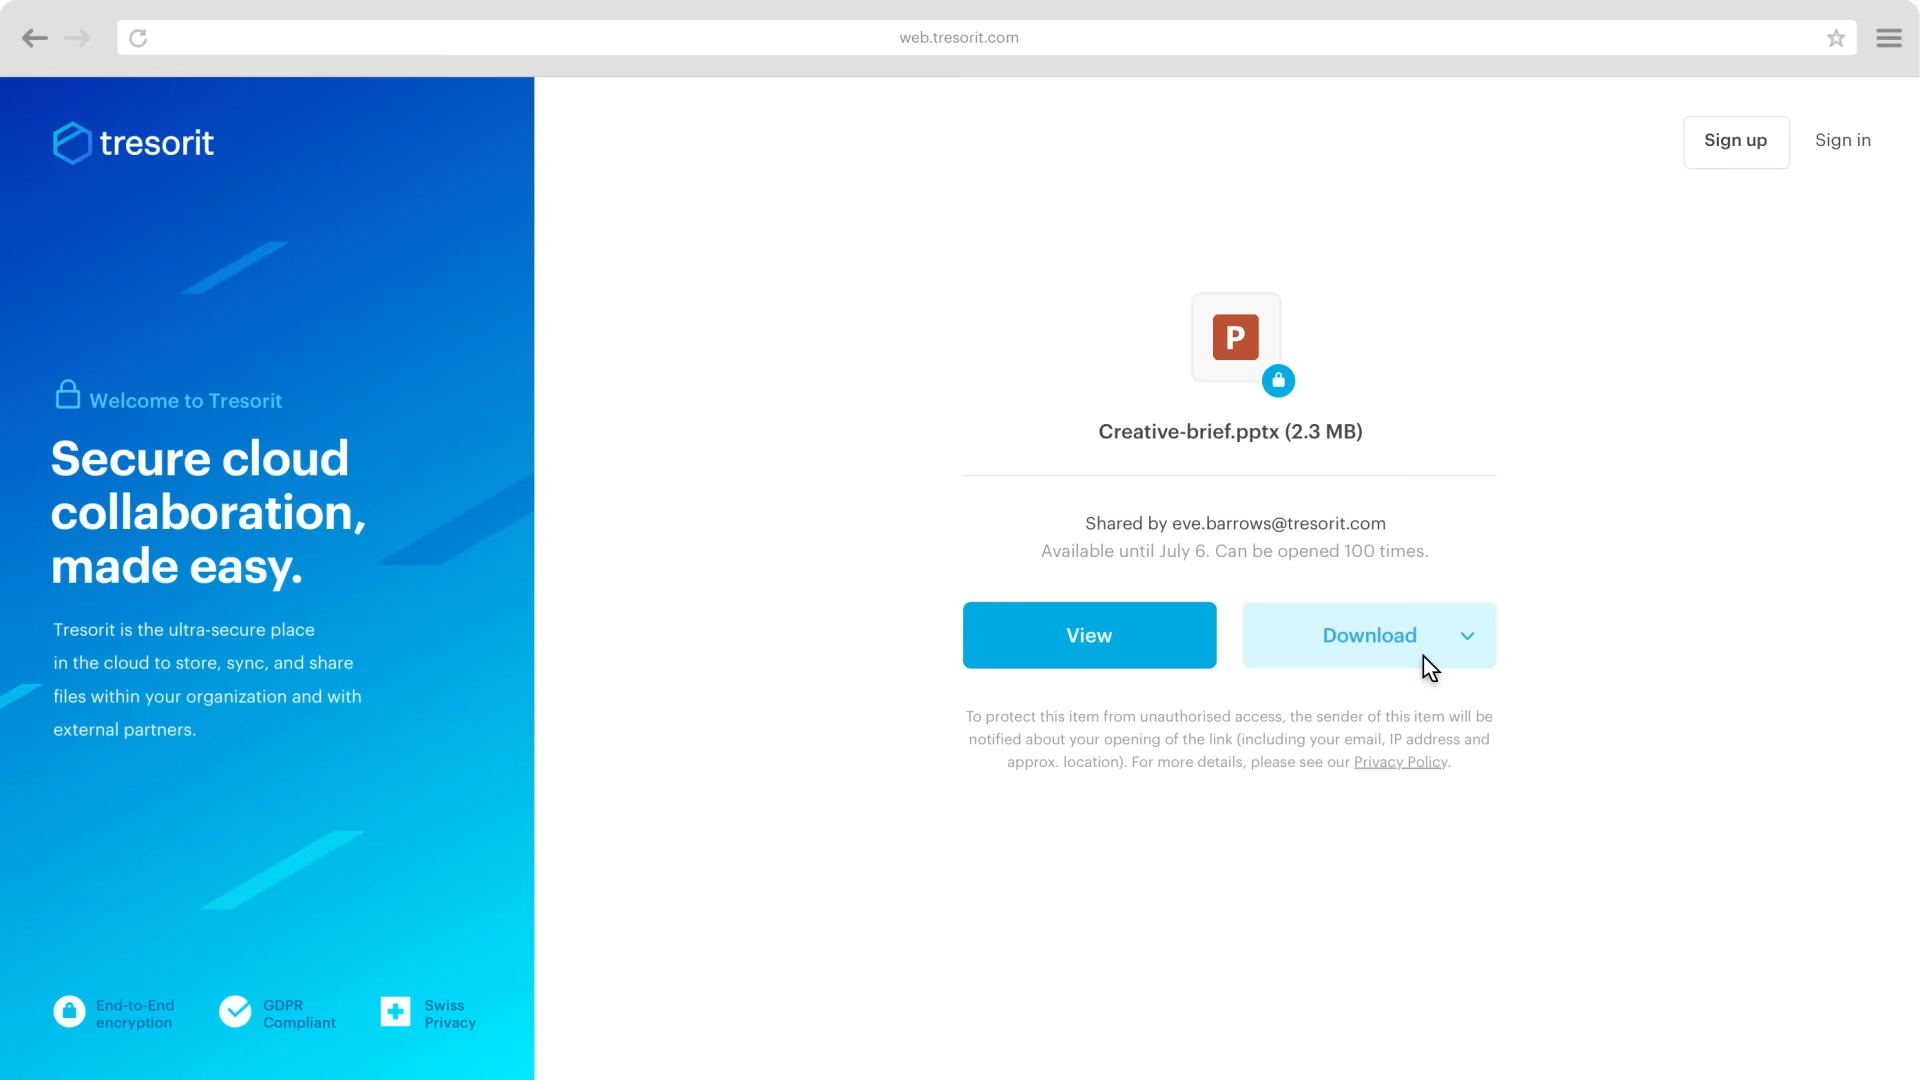 web.tresorit.com
tresorit
Sign up
Sign in
Welcome to Tresorit
Secure cloud
collaboration,
made easy.
Tresorit is the ultra-secure place
in the cloud to store, sync, and share
files within your organization and with
external partners.
End-to-End
encryption
GDPR
Compliant
Swiss
Privacy
P
Creative-brief.pptx (2.3 MB)
Shared by eve.barrows@tresorit.com
Available until July 6. Can be opened 100 times.
View
Download
To protect this item from unauthorised access, the sender of this item will be
notified about your opening of the link (including your email, IP address and
approx. location). For more details, please see our Privacy Policy.